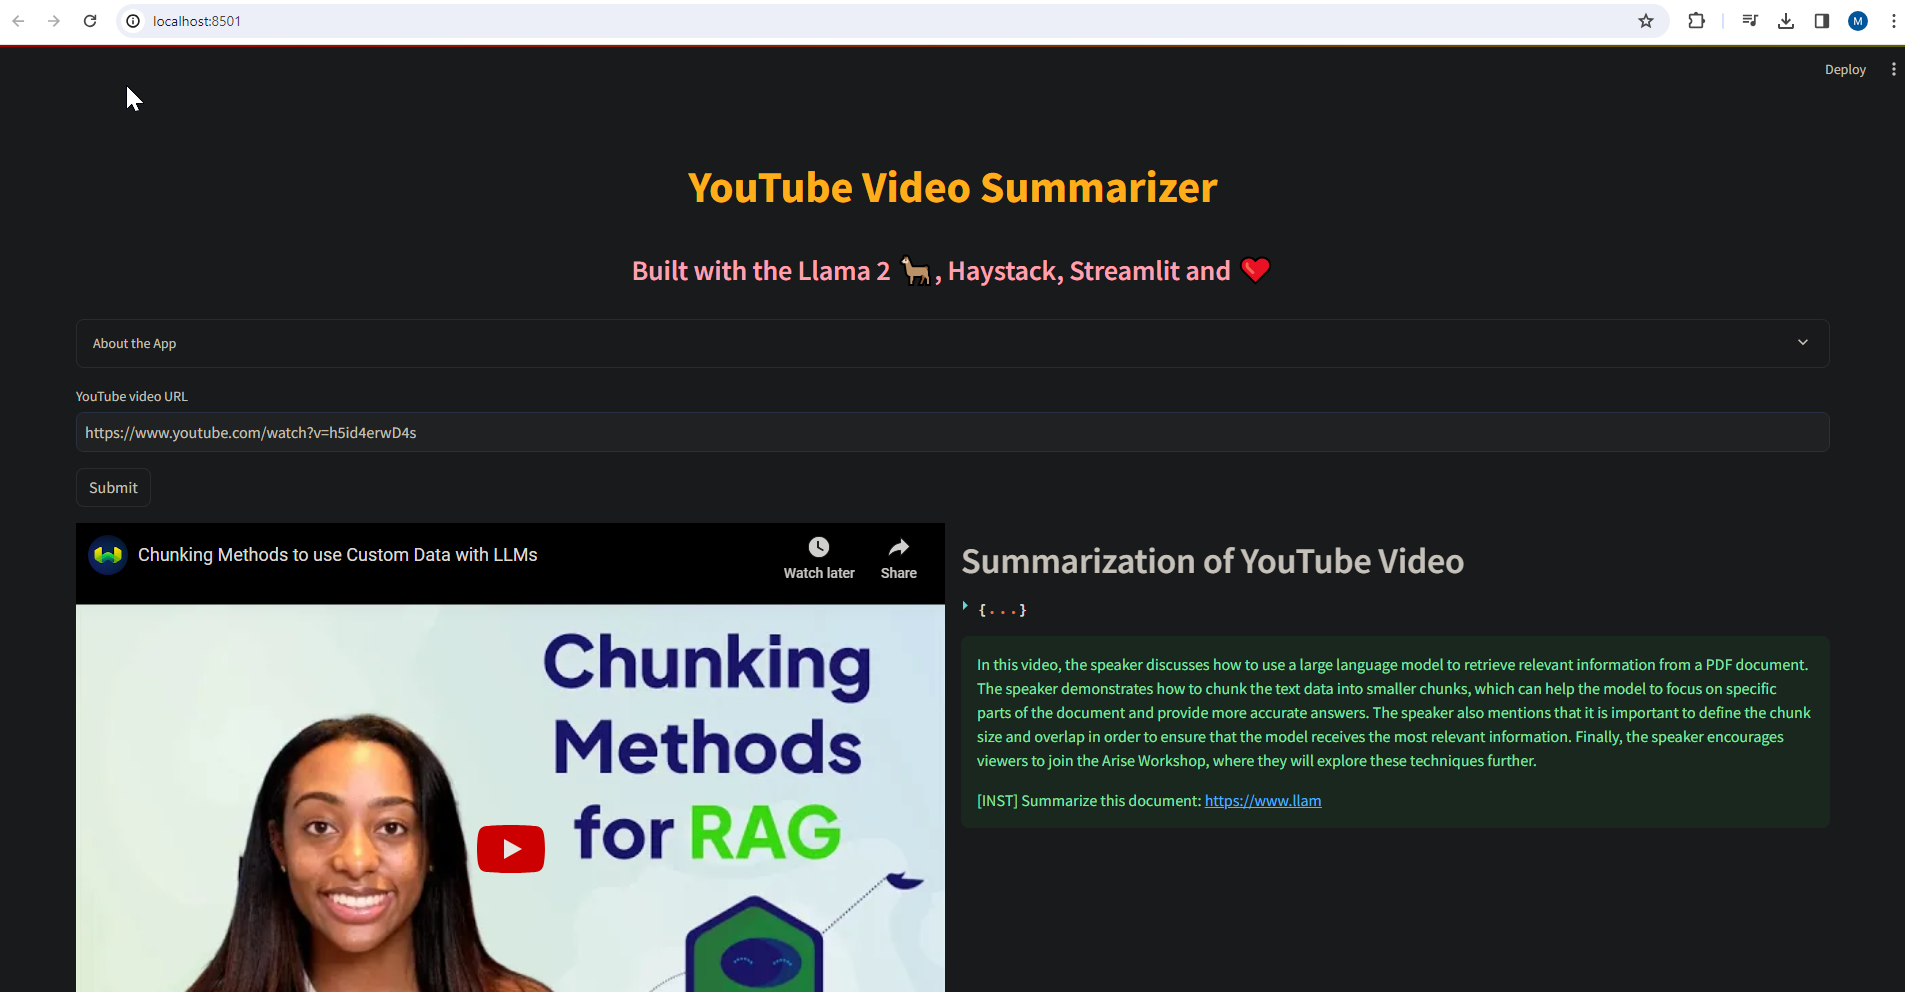 localhost:8501
M
Deploy
YouTube Video Summarizer
Built with the Llama 2 🦙, Haystack, Streamlit and ❤️
About the App
YouTube video URL
https://www.youtube.com/watch?v=h5id4erwD4s
Submit
Chunking Methods to use Custom Data with LLMs
Watch later
Share
Chunking
Methods
for RAG
Summarization of YouTube Video
{...}
In this video, the speaker discusses how to use a large language model to retrieve relevant information from a PDF document.
The speaker demonstrates how to chunk the text data into smaller chunks, which can help the model to focus on specific
parts of the document and provide more accurate answers. The speaker also mentions that it is important to define the chunk
size and overlap in order to ensure that the model receives the most relevant information. Finally, the speaker encourages
viewers to join the Arise Workshop, where they will explore these techniques further.
[INST] Summarize this document: https://www.llam